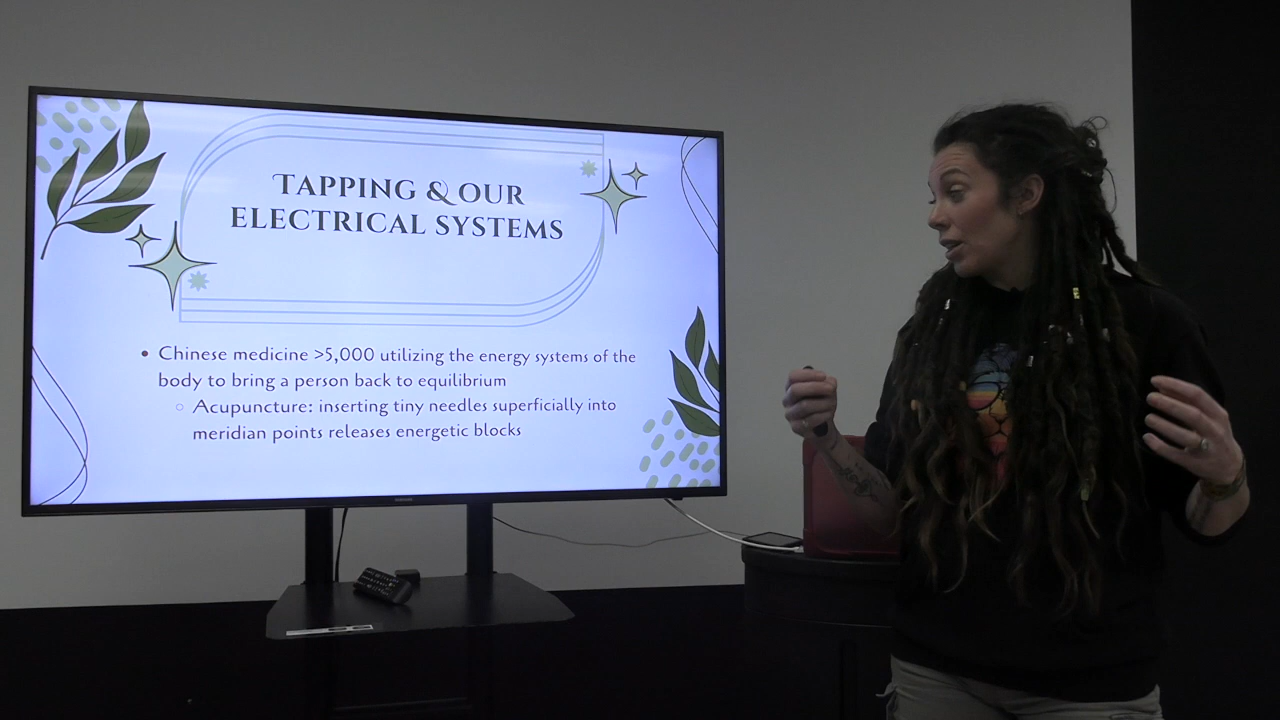 TAPPING & OUR
ELECTRICAL SYSTEMS
• Chinese medicine >5,000 utilizing the energy systems of the
body to bring a person back to equilibrium
○ Acupuncture: inserting tiny needles superficially into
meridian points releases energetic blocks
SAMSUNG